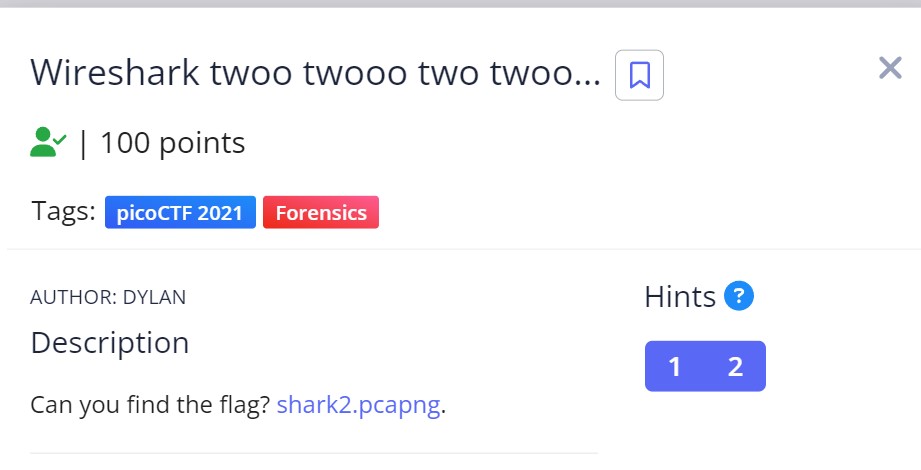 Wireshark twoo twooo two twoo...
| 100 points
Tags: picoCTF 2021 Forensics
AUTHOR: DYLAN
Hints ?
Description
1 2
Can you find the flag? shark2.pcapng.